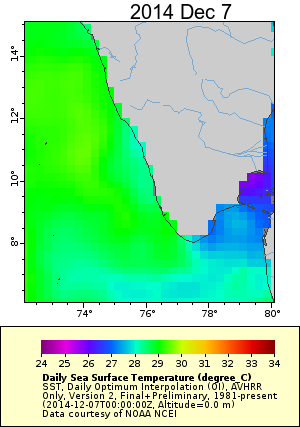 2014 Dec 7
14°
12°
10°
8°
74°
76°
78°
80°
24 25 26 27 28 29 30 31 32 33 34
Daily Sea Surface Temperature (degree_C)
SST, Daily Optimum Interpolation (OI), AVHRR
Only, Version 2, Final+Preliminary, 1981-present
(2014-12-07T00:00:00Z, Altitude=0.0 m)
Data courtesy of NOAA NCEI